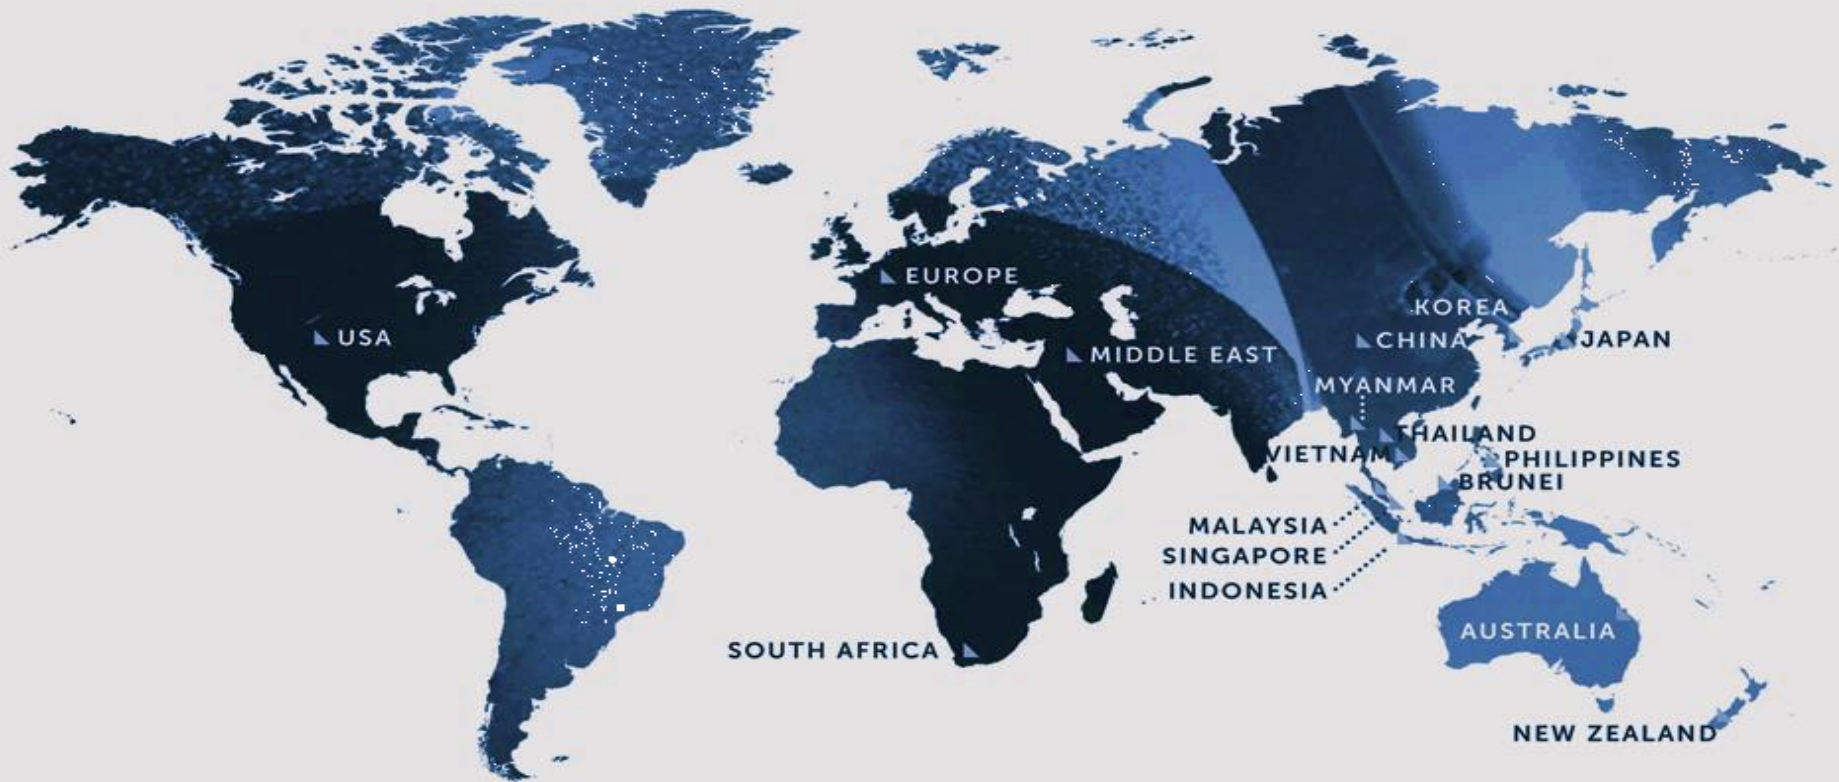 EUROPE
KOREA
USA
CHINA
JAPAN
MIDDLE EAST
MYANMAR
THAILAND
VIETNAM
PHILIPPINES
BRUNEI
MALAYSIA
SINGAPORE
INDONESIA
AUSTRALIA
SOUTH AFRICA
NEW ZEALAND